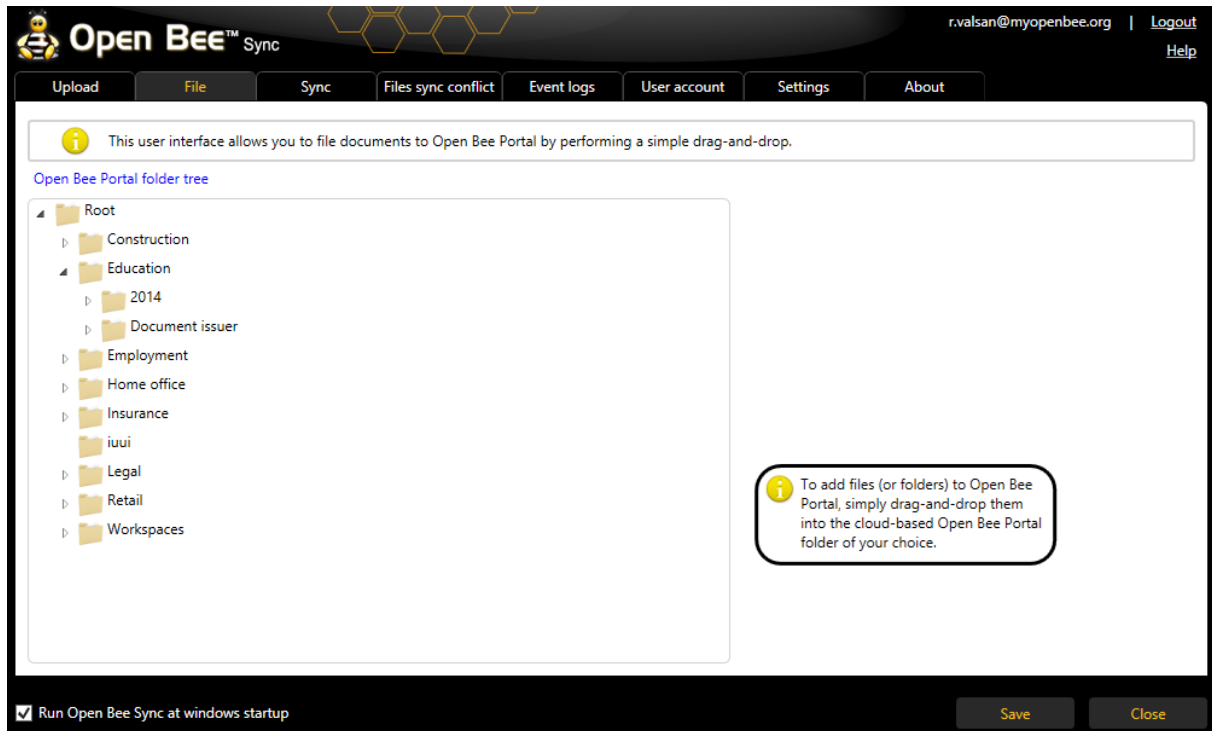 Open Bee™ Sync
r.valsan@myopenbee.org | Logout
Help
Upload File Sync Files sync conflict Event logs User account Settings About
This user interface allows you to file documents to Open Bee Portal by performing a simple drag-and-drop.
Open Bee Portal folder tree
Root
Construction
Education
2014
Document issuer
Employment
Home office
Insurance
iuui
Legal
Retail
Workspaces
To add files (or folders) to Open Bee
Portal, simply drag-and-drop them
into the cloud-based Open Bee Portal
folder of your choice.
Run Open Bee Sync at windows startup
Save Close